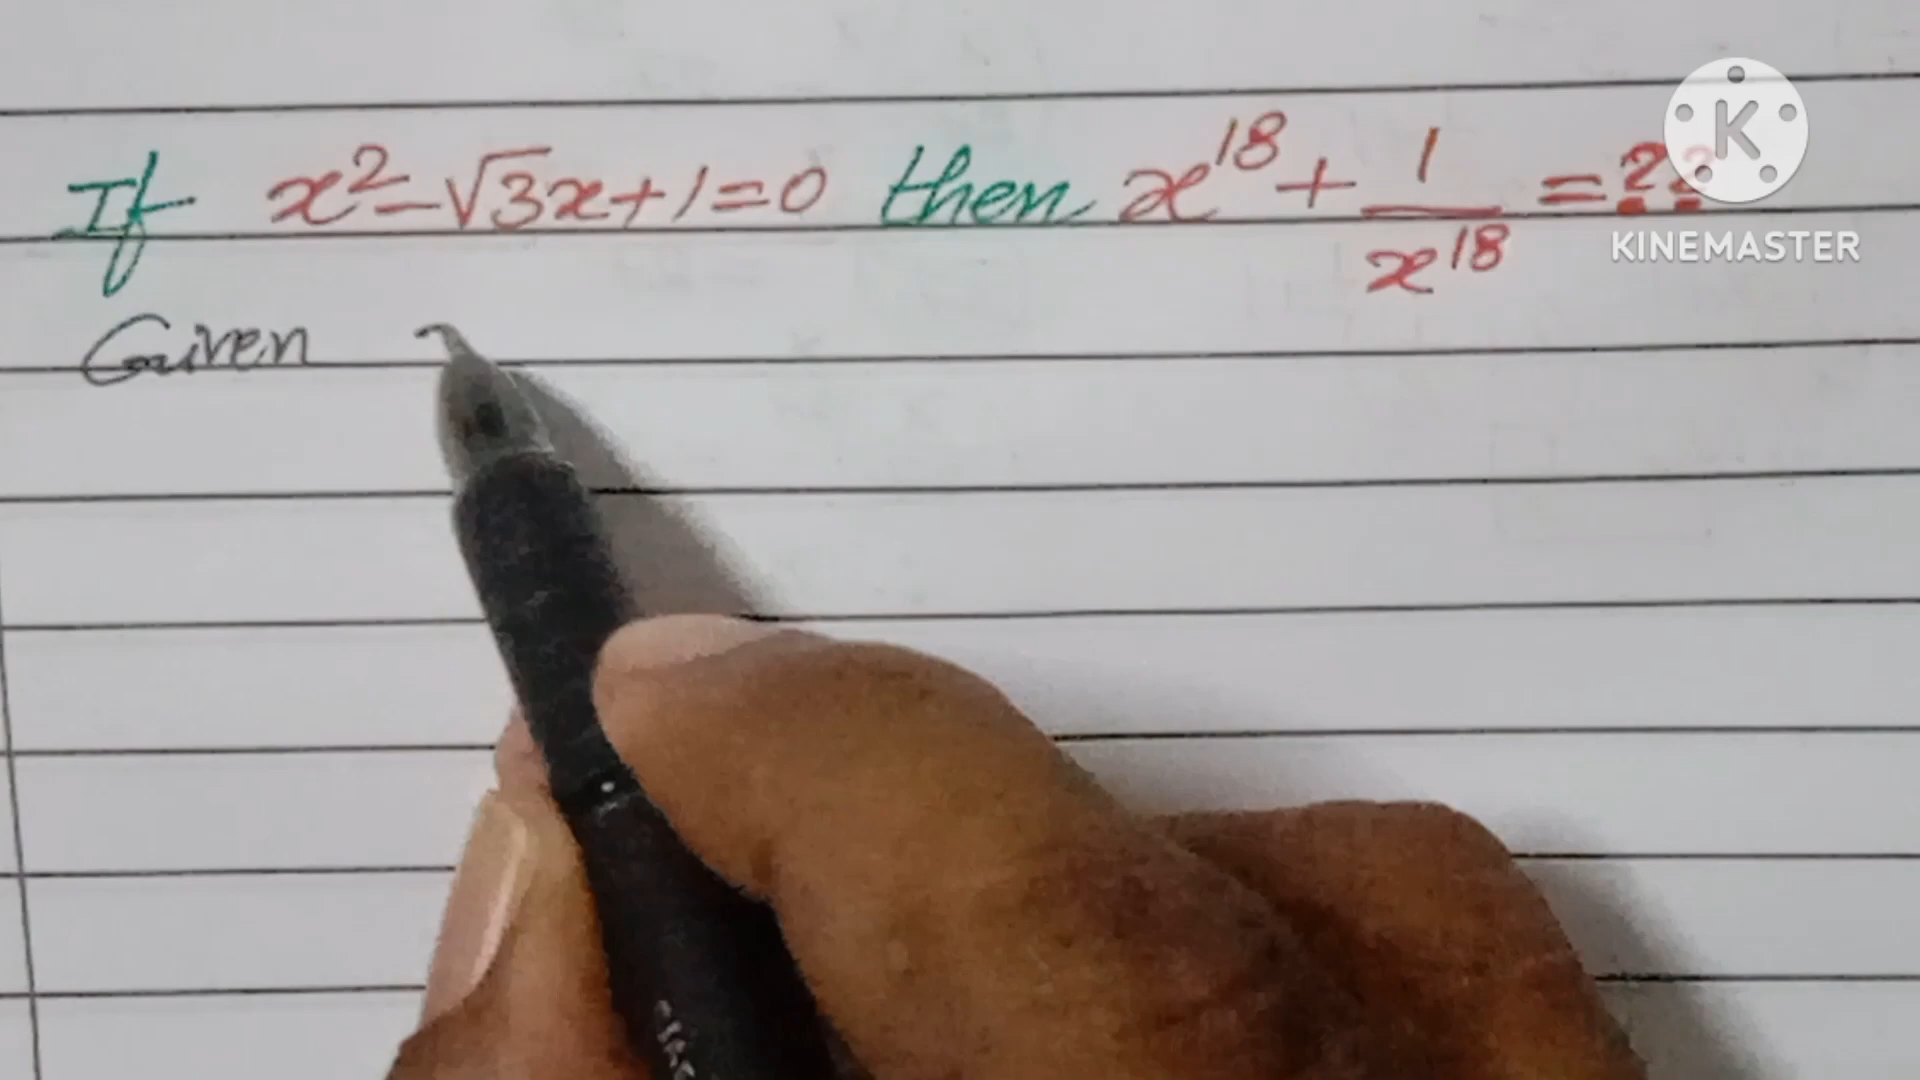 If x² - √3x + 1 = 0 then x¹⁸ + 1/x¹⁸ = ??
KINEMASTER
Given